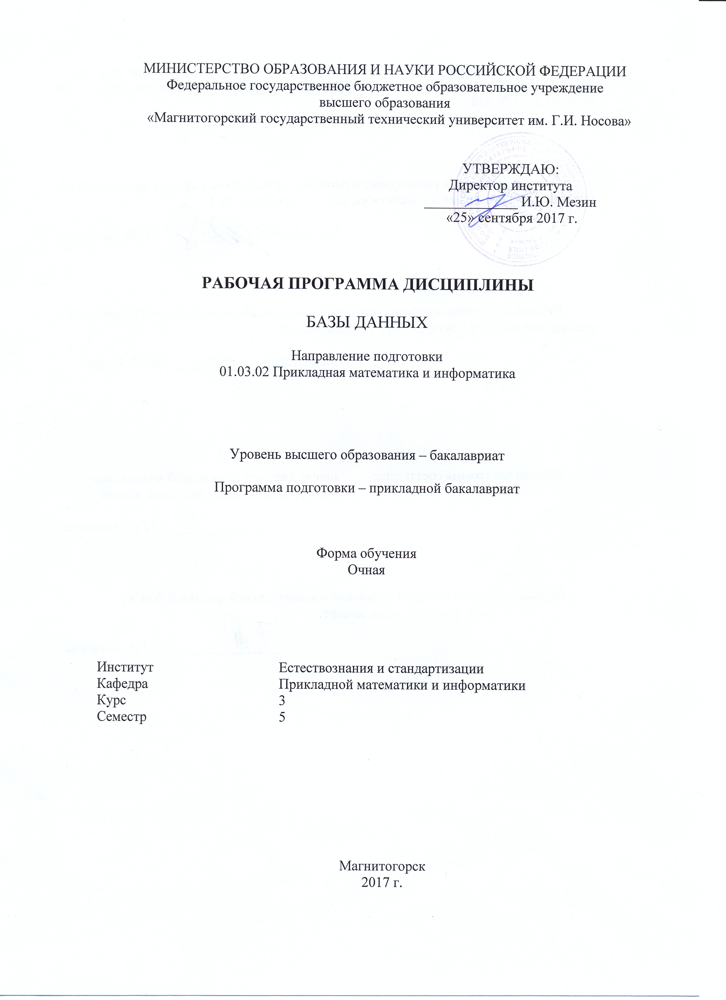 МИНИСТЕРСТВО ОБРАЗОВАНИЯ И НАУКИ РОССИЙСКОЙ ФЕДЕРАЦИИ
Федеральное государственное бюджетное образовательное учреждение
высшего образования
«Магнитогорский государственный технический университет им. Г.И. Носова»
УТВЕРЖДАЮ:
Директор института
И.Ю. Мезин
«25» сентября 2017 г.
РАБОЧАЯ ПРОГРАММА ДИСЦИПЛИНЫ
БАЗЫ ДАННЫХ
Направление подготовки
01.03.02 Прикладная математика и информатика
Уровень высшего образования – бакалавриат
Программа подготовки – прикладной бакалавриат
Форма обучения
Очная
Институт Естествознания и стандартизации
Кафедра Прикладной математики и информатики
Курс 3
Семестр 5
Магнитогорск
2017 г.